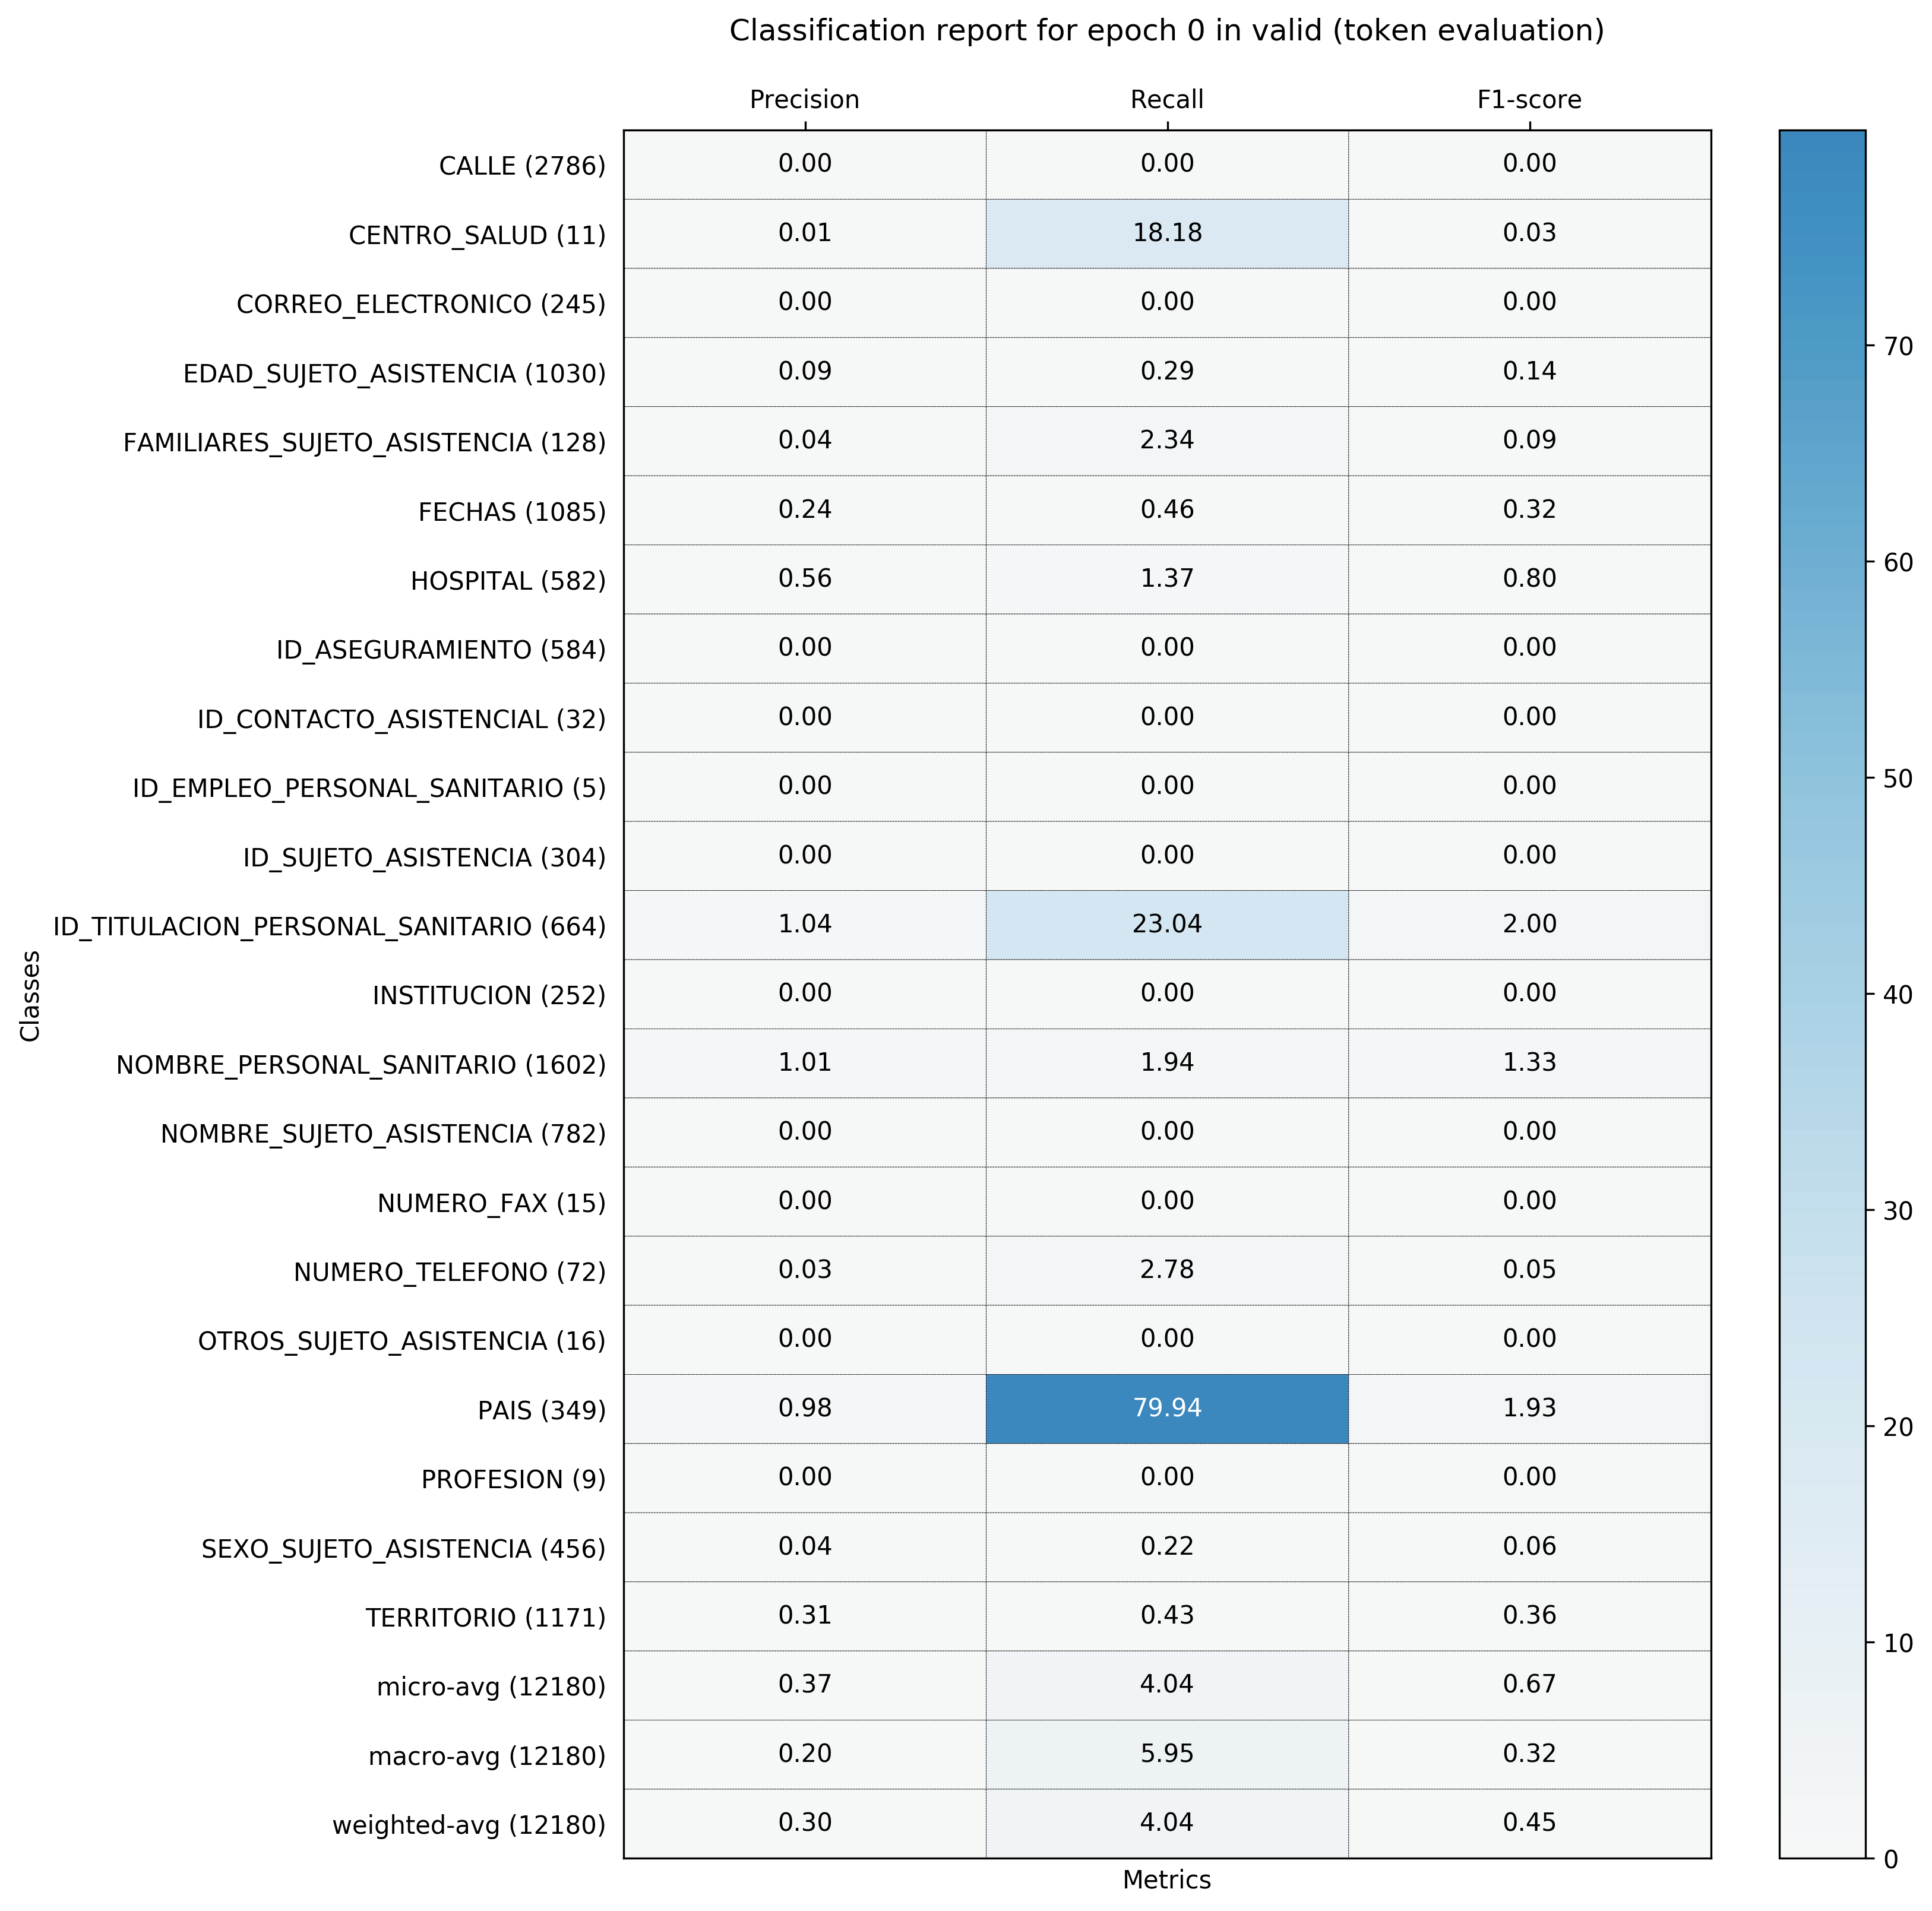 Classification report for epoch 0 in valid (token evaluation)
Precision Recall F1-score
CALLE (2786) 0.00 0.00 0.00
CENTRO_SALUD (11) 0.01 18.18 0.03
CORREO_ELECTRONICO (245) 0.00 0.00 0.00
EDAD_SUJETO_ASISTENCIA (1030) 0.09 0.29 0.14
FAMILIARES_SUJETO_ASISTENCIA (128) 0.04 2.34 0.09
FECHAS (1085) 0.24 0.46 0.32
HOSPITAL (582) 0.56 1.37 0.80
ID_ASEGURAMIENTO (584) 0.00 0.00 0.00
ID_CONTACTO_ASISTENCIAL (32) 0.00 0.00 0.00
ID_EMPLEO_PERSONAL_SANITARIO (5) 0.00 0.00 0.00
ID_SUJETO_ASISTENCIA (304) 0.00 0.00 0.00
ID_TITULACION_PERSONAL_SANITARIO (664) 1.04 23.04 2.00
INSTITUCION (252) 0.00 0.00 0.00
NOMBRE_PERSONAL_SANITARIO (1602) 1.01 1.94 1.33
NOMBRE_SUJETO_ASISTENCIA (782) 0.00 0.00 0.00
NUMERO_FAX (15) 0.00 0.00 0.00
NUMERO_TELEFONO (72) 0.03 2.78 0.05
OTROS_SUJETO_ASISTENCIA (16) 0.00 0.00 0.00
PAIS (349) 0.98 79.94 1.93
PROFESION (9) 0.00 0.00 0.00
SEXO_SUJETO_ASISTENCIA (456) 0.04 0.22 0.06
TERRITORIO (1171) 0.31 0.43 0.36
micro-avg (12180) 0.37 4.04 0.67
macro-avg (12180) 0.20 5.95 0.32
weighted-avg (12180) 0.30 4.04 0.45
Classes
Metrics
70
60
50
40
30
20
10
0